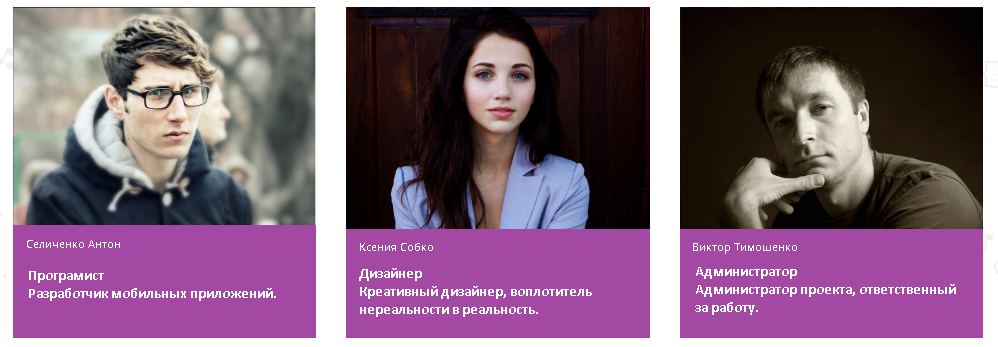 Селиченко Антон
Програмист
Разработчик мобильных приложений.
Ксения Собко
Дизайнер
Креативный дизайнер, воплотитель
нереальности в реальность.
Виктор Тимошенко
Администратор
Администратор проекта, ответственный
за работу.